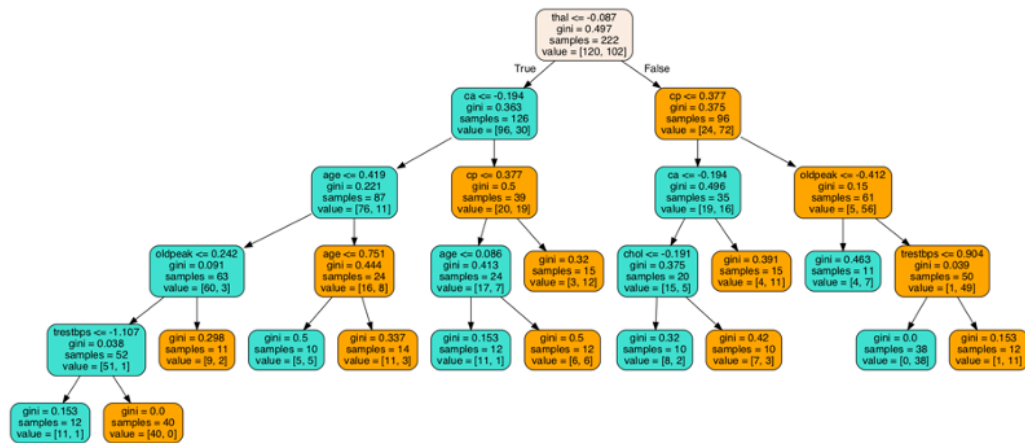 thal <= -0.087
gini = 0.497
samples = 222
value = [120, 102]
True
False
ca <= -0.194
gini = 0.363
samples = 126
value = [96, 30]
cp <= 0.377
gini = 0.375
samples = 96
value = [24, 72]
age <= 0.419
gini = 0.221
samples = 87
value = [76, 11]
cp <= 0.377
gini = 0.5
samples = 39
value = [20, 19]
ca <= -0.194
gini = 0.496
samples = 35
value = [19, 16]
oldpeak <= -0.412
gini = 0.15
samples = 61
value = [5, 56]
oldpeak <= 0.242
gini = 0.091
samples = 63
value = [60, 3]
age <= 0.751
gini = 0.444
samples = 24
value = [16, 8]
age <= 0.086
gini = 0.413
samples = 24
value = [17, 7]
gini = 0.32
samples = 15
value = [3, 12]
chol <= -0.191
gini = 0.375
samples = 20
value = [15, 5]
gini = 0.391
samples = 15
value = [4, 11]
gini = 0.463
samples = 11
value = [4, 7]
trestbps <= 0.904
gini = 0.039
samples = 50
value = [1, 49]
trestbps <= -1.107
gini = 0.038
samples = 52
value = [51, 1]
gini = 0.298
samples = 11
value = [9, 2]
gini = 0.5
samples = 10
value = [5, 5]
gini = 0.337
samples = 14
value = [11, 3]
gini = 0.153
samples = 12
value = [11, 1]
gini = 0.5
samples = 12
value = [6, 6]
gini = 0.32
samples = 10
value = [8, 2]
gini = 0.42
samples = 10
value = [7, 3]
gini = 0.0
samples = 38
value = [0, 38]
gini = 0.153
samples = 12
value = [1, 11]
gini = 0.153
samples = 12
value = [11, 1]
gini = 0.0
samples = 40
value = [40, 0]